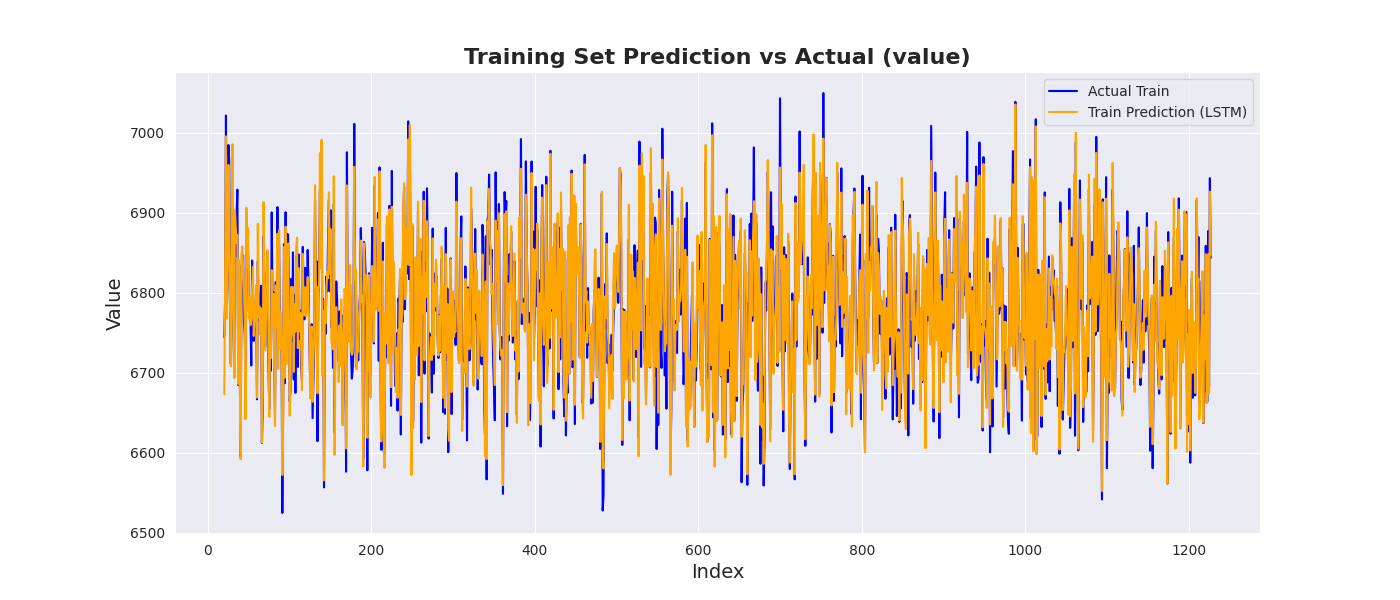 Training Set Prediction vs Actual (value)
Actual Train
Train Prediction (LSTM)
Value
7000
6900
6800
6700
6600
6500
0 200 400 600 800 1000 1200
Index